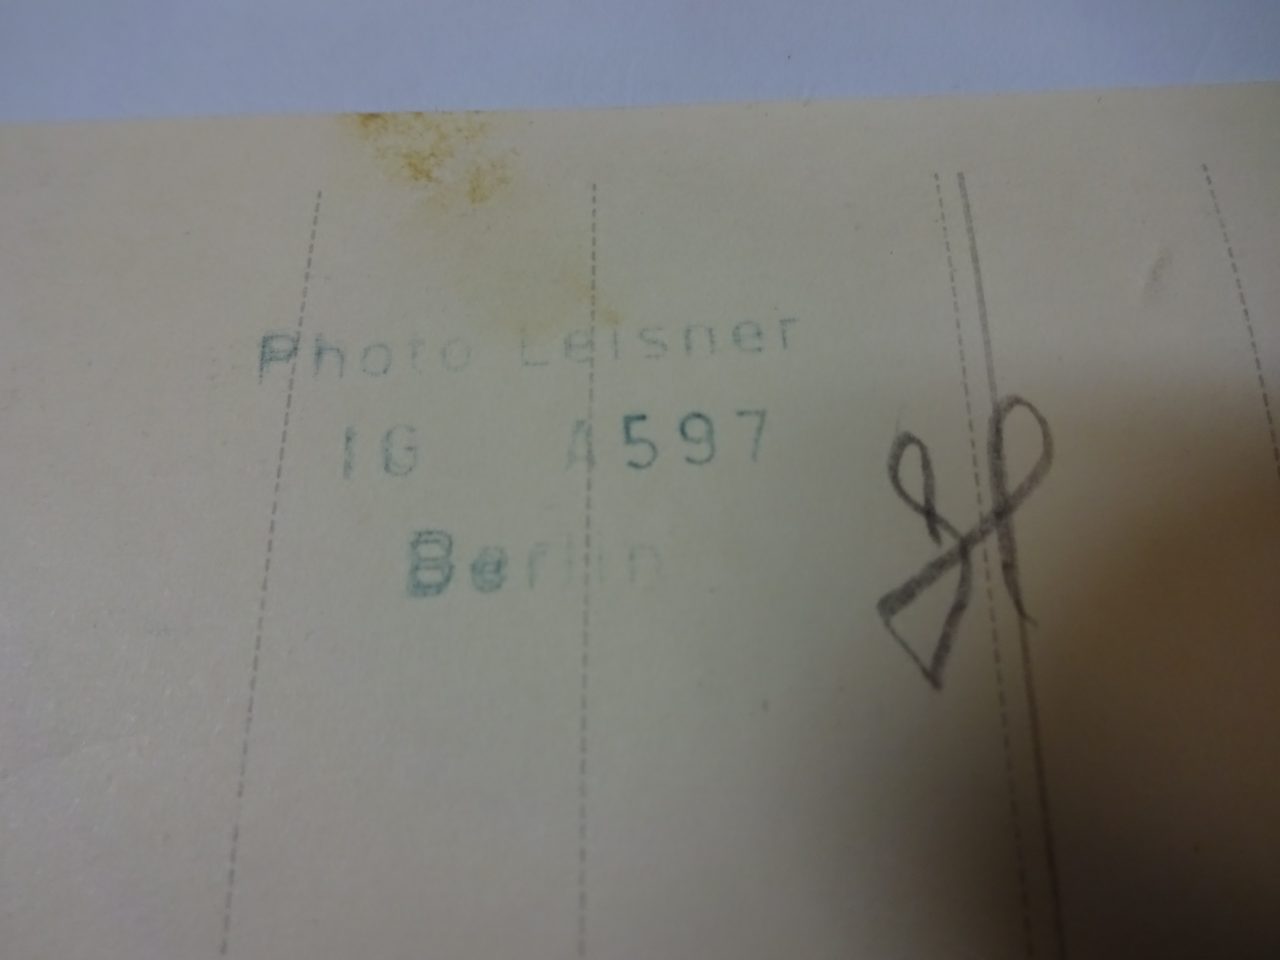 Photo Leisner
IG A597
Berlin